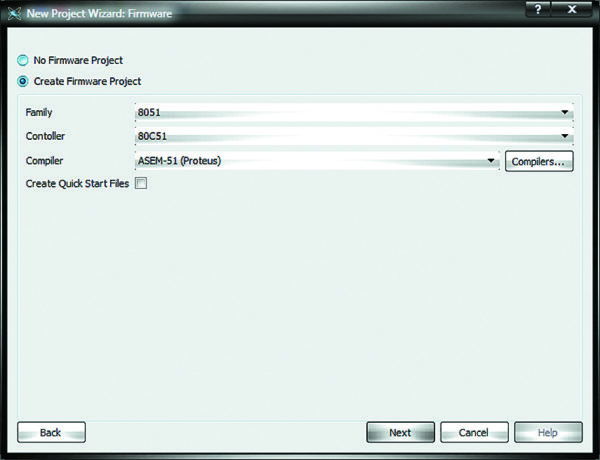 New Project Wizard: Firmware
?
X
No Firmware Project
Create Firmware Project
Family 8051
Contoller 80C51
Compiler ASEM-51 (Proteus) Compilers...
Create Quick Start Files
Back Next Cancel Help